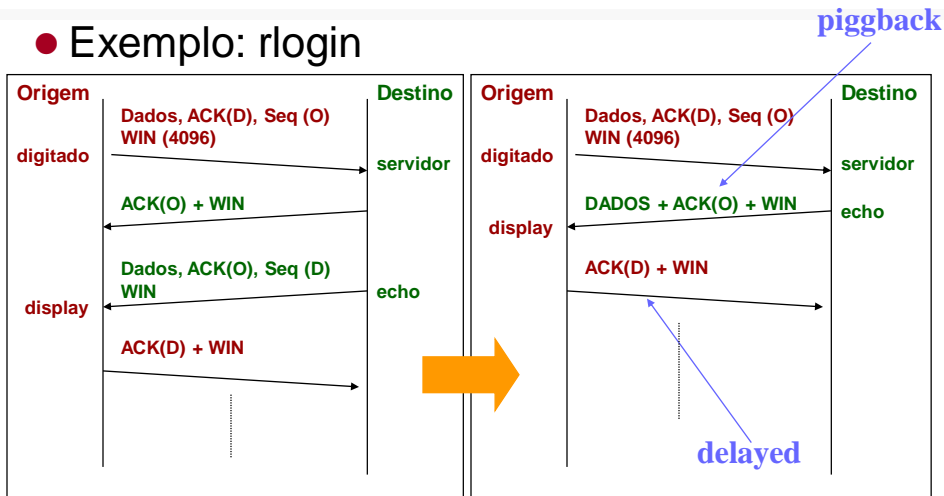 piggback
● Exemplo: rlogin
Origem
Destino
Dados, ACK(D), Seq (O)
WIN (4096)
digitado
servidor
ACK(O) + WIN
Dados, ACK(O), Seq (D)
WIN
echo
display
ACK(D) + WIN
Origem
Destino
Dados, ACK(D), Seq (O)
WIN (4096)
digitado
servidor
DADOS + ACK(O) + WIN
echo
display
ACK(D) + WIN
delayed